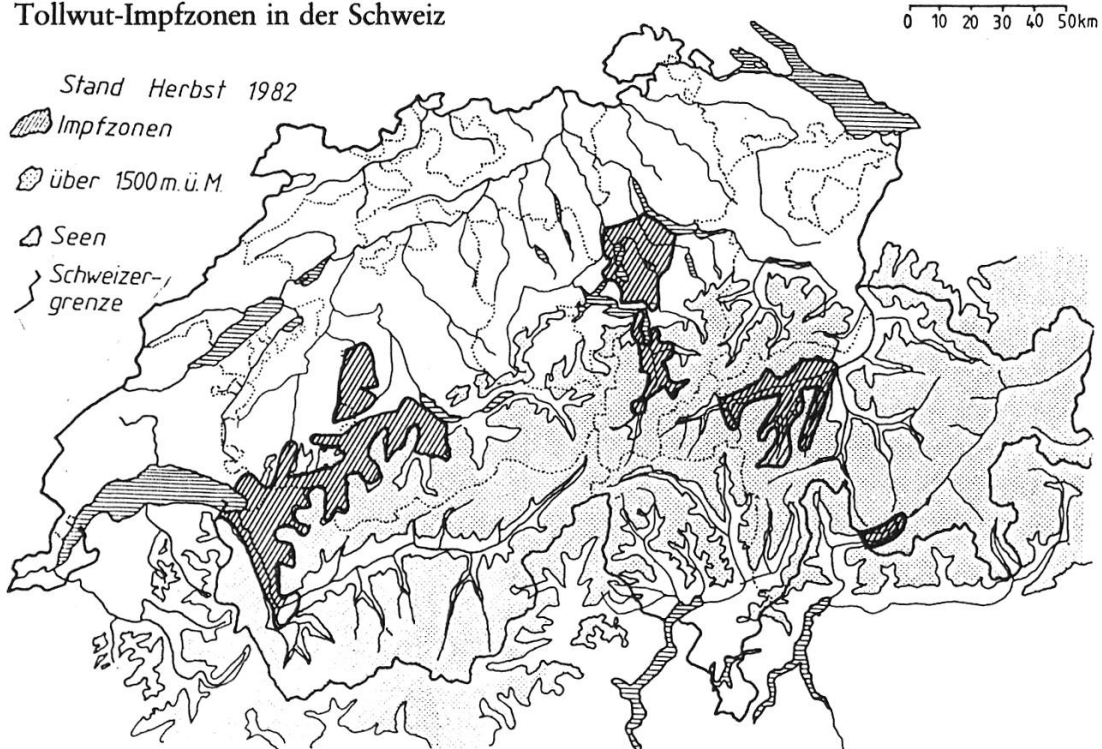 Tollwut-Impfzonen in der Schweiz
0 10 20 30 40 50km
Stand Herbst 1982
Impfzonen
über 1500 m.ü.M.
Seen
Schweizer-
grenze